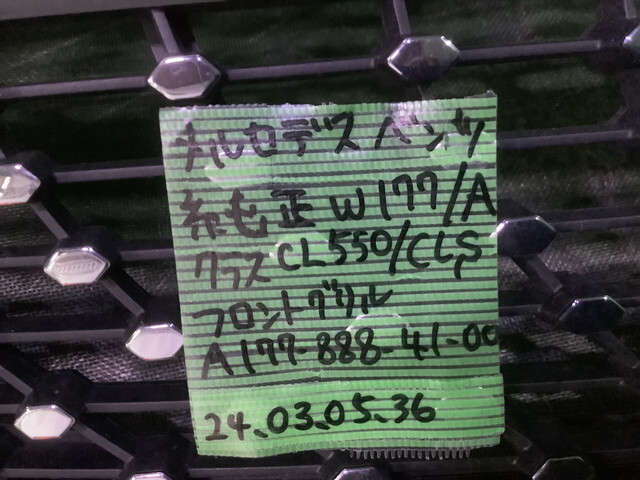 メルセデス ベンツ
純正 W177/A
クラス CL550/CLS
フロントグリル
A177-888-41-00
24.03.05.36